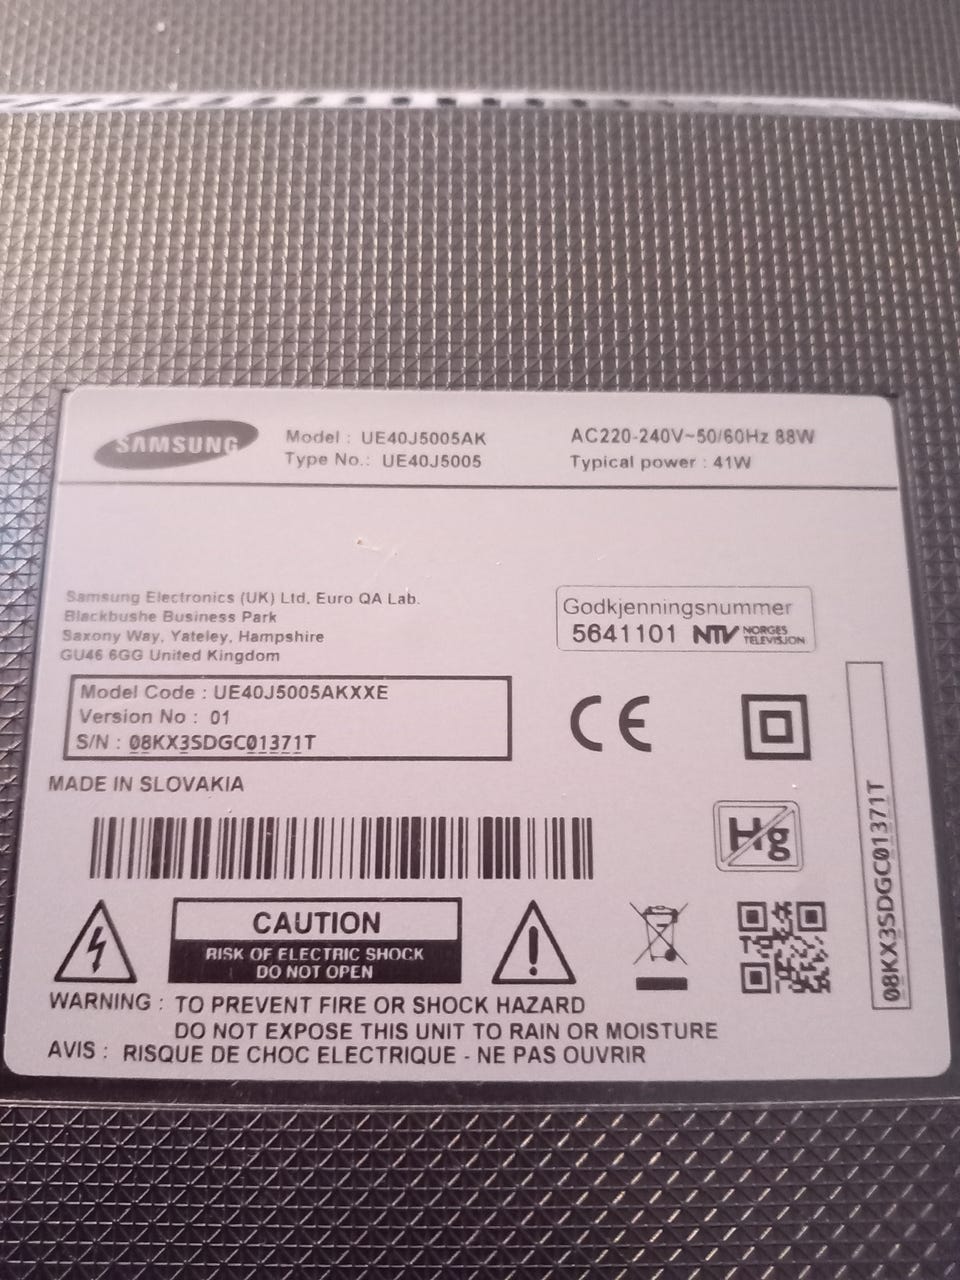 SAMSUNG
Model : UE40J5005AK
Type No.: UE40J5005
AC220-240V~50/60Hz 88W
Typical power : 41W
Samsung Electronics (UK) Ltd, Euro QA Lab.
Blackbushe Business Park
Saxony Way, Yateley, Hampshire
GU46 6GG United Kingdom
Godkjenningsnummer
5641101 NTV NORGES
TELEVISJON
Model Code : UE40J5005AKXXE
Version No : 01
S/N : 08KX3SDGC01371T
CE
MADE IN SLOVAKIA
Hg
08KX3SDGC01371T
CAUTION
RISK OF ELECTRIC SHOCK
DO NOT OPEN
WARNING : TO PREVENT FIRE OR SHOCK HAZARD
DO NOT EXPOSE THIS UNIT TO RAIN OR MOISTURE
AVIS : RISQUE DE CHOC ELECTRIQUE - NE PAS OUVRIR